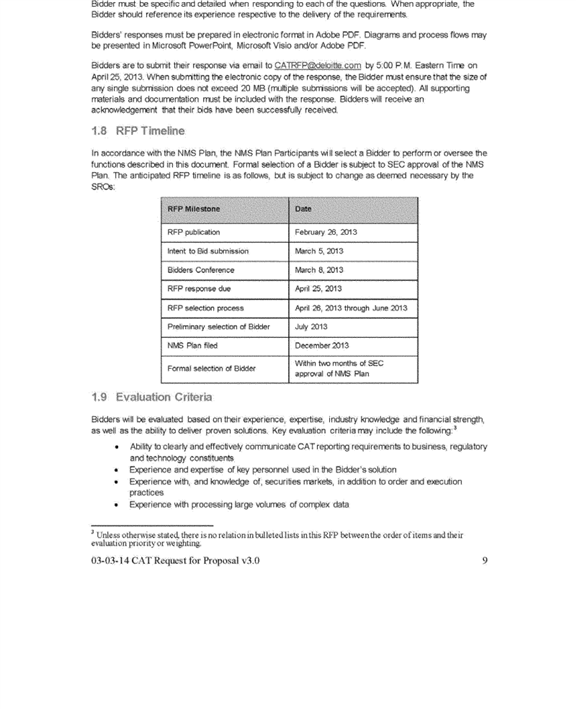 Bidder must be specific and detailed when responding to each of the questions. When appropriate, the
Bidder should reference its experience respective to the delivery of the requirements.
Bidders' responses must be prepared in electronic format in Adobe PDF. Diagrams and process flows may
be presented in Microsoft PowerPoint, Microsoft Visio and/or Adobe PDF.
Bidders are to submit their response via email to CATRFP@deloitte.com by 5:00 P.M. Eastern Time on
April 25, 2013. When submitting the electronic copy of the response, the Bidder must ensure that the size of
any single submission does not exceed 20 MB (multiple submissions will be accepted). All supporting
materials and documentation must be included with the response. Bidders will receive an
acknowledgement that their bids have been successfully received.
1.8 RFP Timeline
In accordance with the NMS Plan, the NMS Plan Participants will select a Bidder to perform or oversee the
functions described in this document. Formal selection of a Bidder is subject to SEC approval of the NMS
Plan. The anticipated RFP timeline is as follows, but is subject to change as deemed necessary by the
SROs:
RFP Milestone Date
RFP publication February 26, 2013
Intent to Bid submission March 5, 2013
Bidders Conference March 8, 2013
RFP response due April 25, 2013
RFP selection process April 26, 2013 through June 2013
Preliminary selection of Bidder July 2013
NMS Plan filed December 2013
Formal selection of Bidder Within two months of SEC
approval of NMS Plan
1.9 Evaluation Criteria
Bidders will be evaluated based on their experience, expertise, industry knowledge and financial strength,
as well as the ability to deliver proven solutions. Key evaluation criteria may include the following:³
• Ability to clearly and effectively communicate CAT reporting requirements to business, regulatory
and technology constituents
• Experience and expertise of key personnel used in the Bidder's solution
• Experience with, and knowledge of, securities markets, in addition to order and execution
practices
• Experience with processing large volumes of complex data
³ Unless otherwise stated, there is no relation in bulleted lists in this RFP between the order of items and their
evaluation priority or weighting.
03-03-14 CAT Request for Proposal v3.0 9